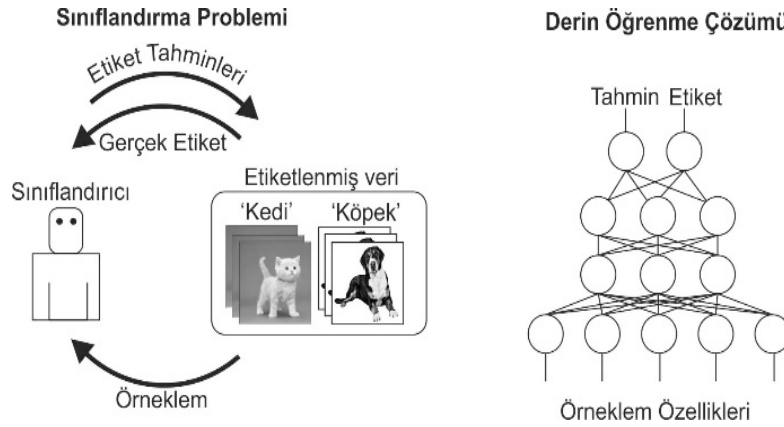 Sınıflandırma Problemi
Etiket Tahminleri
Gerçek Etiket
Sınıflandırıcı
Etiketlenmiş veri
'Kedi' 'Köpek'
Örneklem
Derin Öğrenme Çözümü
Tahmin Etiket
Örneklem Özellikleri